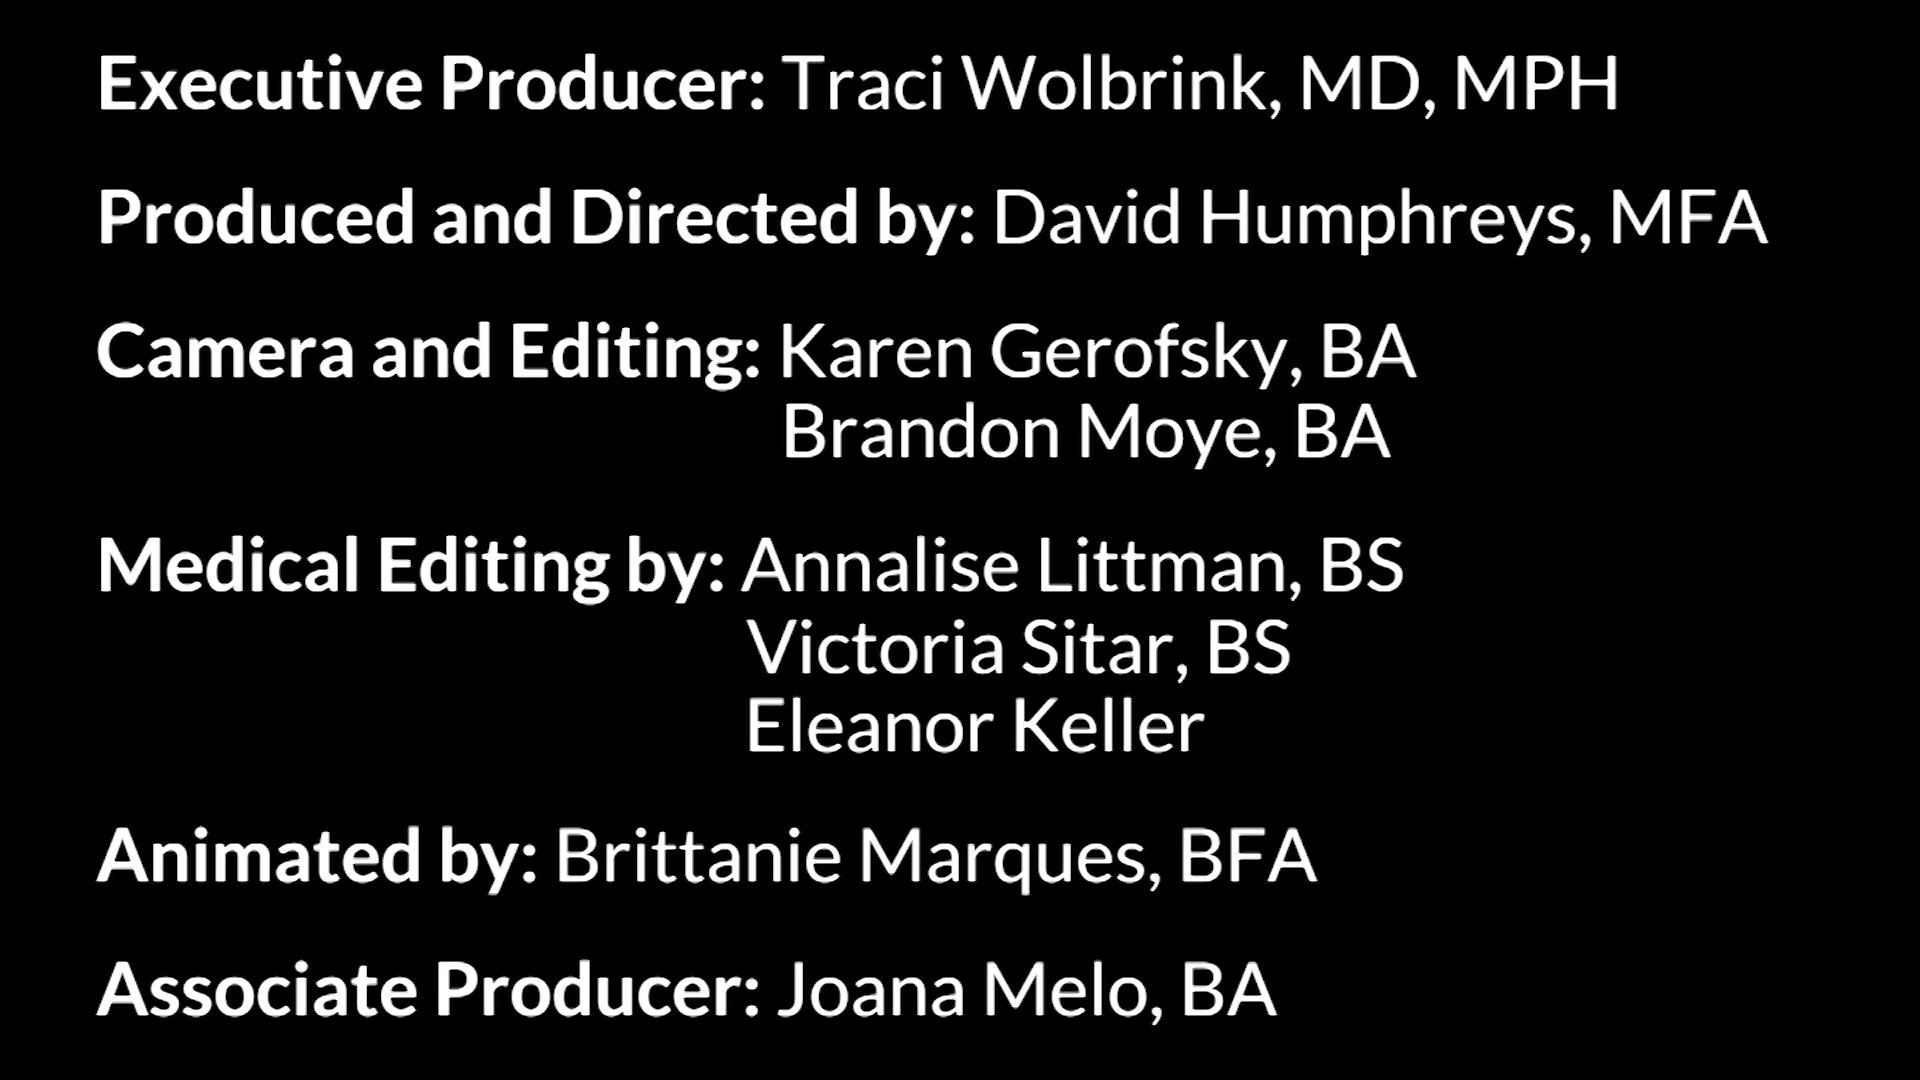 Executive Producer: Traci Wolbrink, MD, MPH
Produced and Directed by: David Humphreys, MFA
Camera and Editing: Karen Gerofsky, BA
Brandon Moye, BA
Medical Editing by: Annalise Littman, BS
Victoria Sitar, BS
Eleanor Keller
Animated by: Brittanie Marques, BFA
Associate Producer: Joana Melo, BA